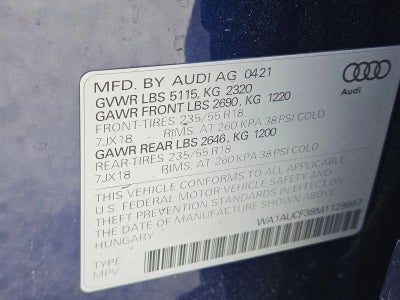 MFD. BY AUDI AG 04/21
GVWR LBS 5115, KG 2320
GAWR FRONT LBS 2690, KG 1220
FRONT-TIRES 235/55 R18
7JX18 RIMS. AT 260 KPA 38 PSI COLD
GAWR REAR LBS 2646, KG 1200
REAR-TIRES 235/55 R18
7JX18 RIMS. AT 260 KPA 38 PSI COLD
THIS VEHICLE CONFORMS TO ALL APPLICABLE
U.S FEDERAL MOTOR VEHICLE SAFETY AND
THEFT PREVENTION STANDARDS IN EFFECT ON
THE DATE OF MANUFACTURE SHOWN ABOVE
HUNGARY
Audi
TYPE:
MPV